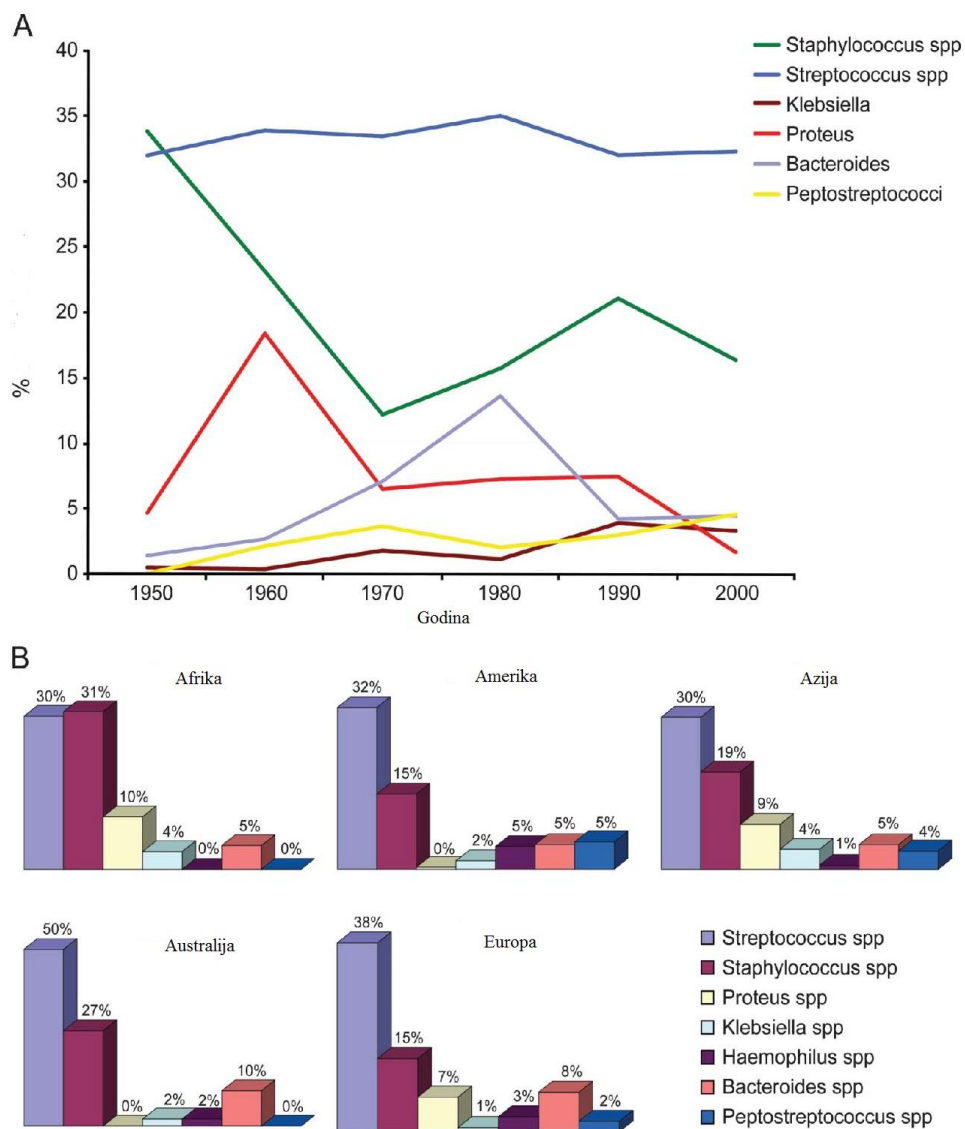 A
40
35
30
25
20
15
10
5
0
%
1950 1960 1970 1980 1990 2000
Godina
Staphylococcus spp
Streptococcus spp
Klebsiella
Proteus
Bacteroides
Peptostreptococci
B
Afrika
30% 31% 10% 4% 0% 5% 0%
Amerika
32% 15% 0% 2% 5% 5% 5%
Azija
30% 19% 9% 4% 1% 5% 4%
Australija
50% 27% 0% 2% 2% 10% 0%
Europa
38% 15% 7% 1% 3% 8% 2%
Streptococcus spp
Staphylococcus spp
Proteus spp
Klebsiella spp
Haemophilus spp
Bacteroides spp
Peptostreptococcus spp